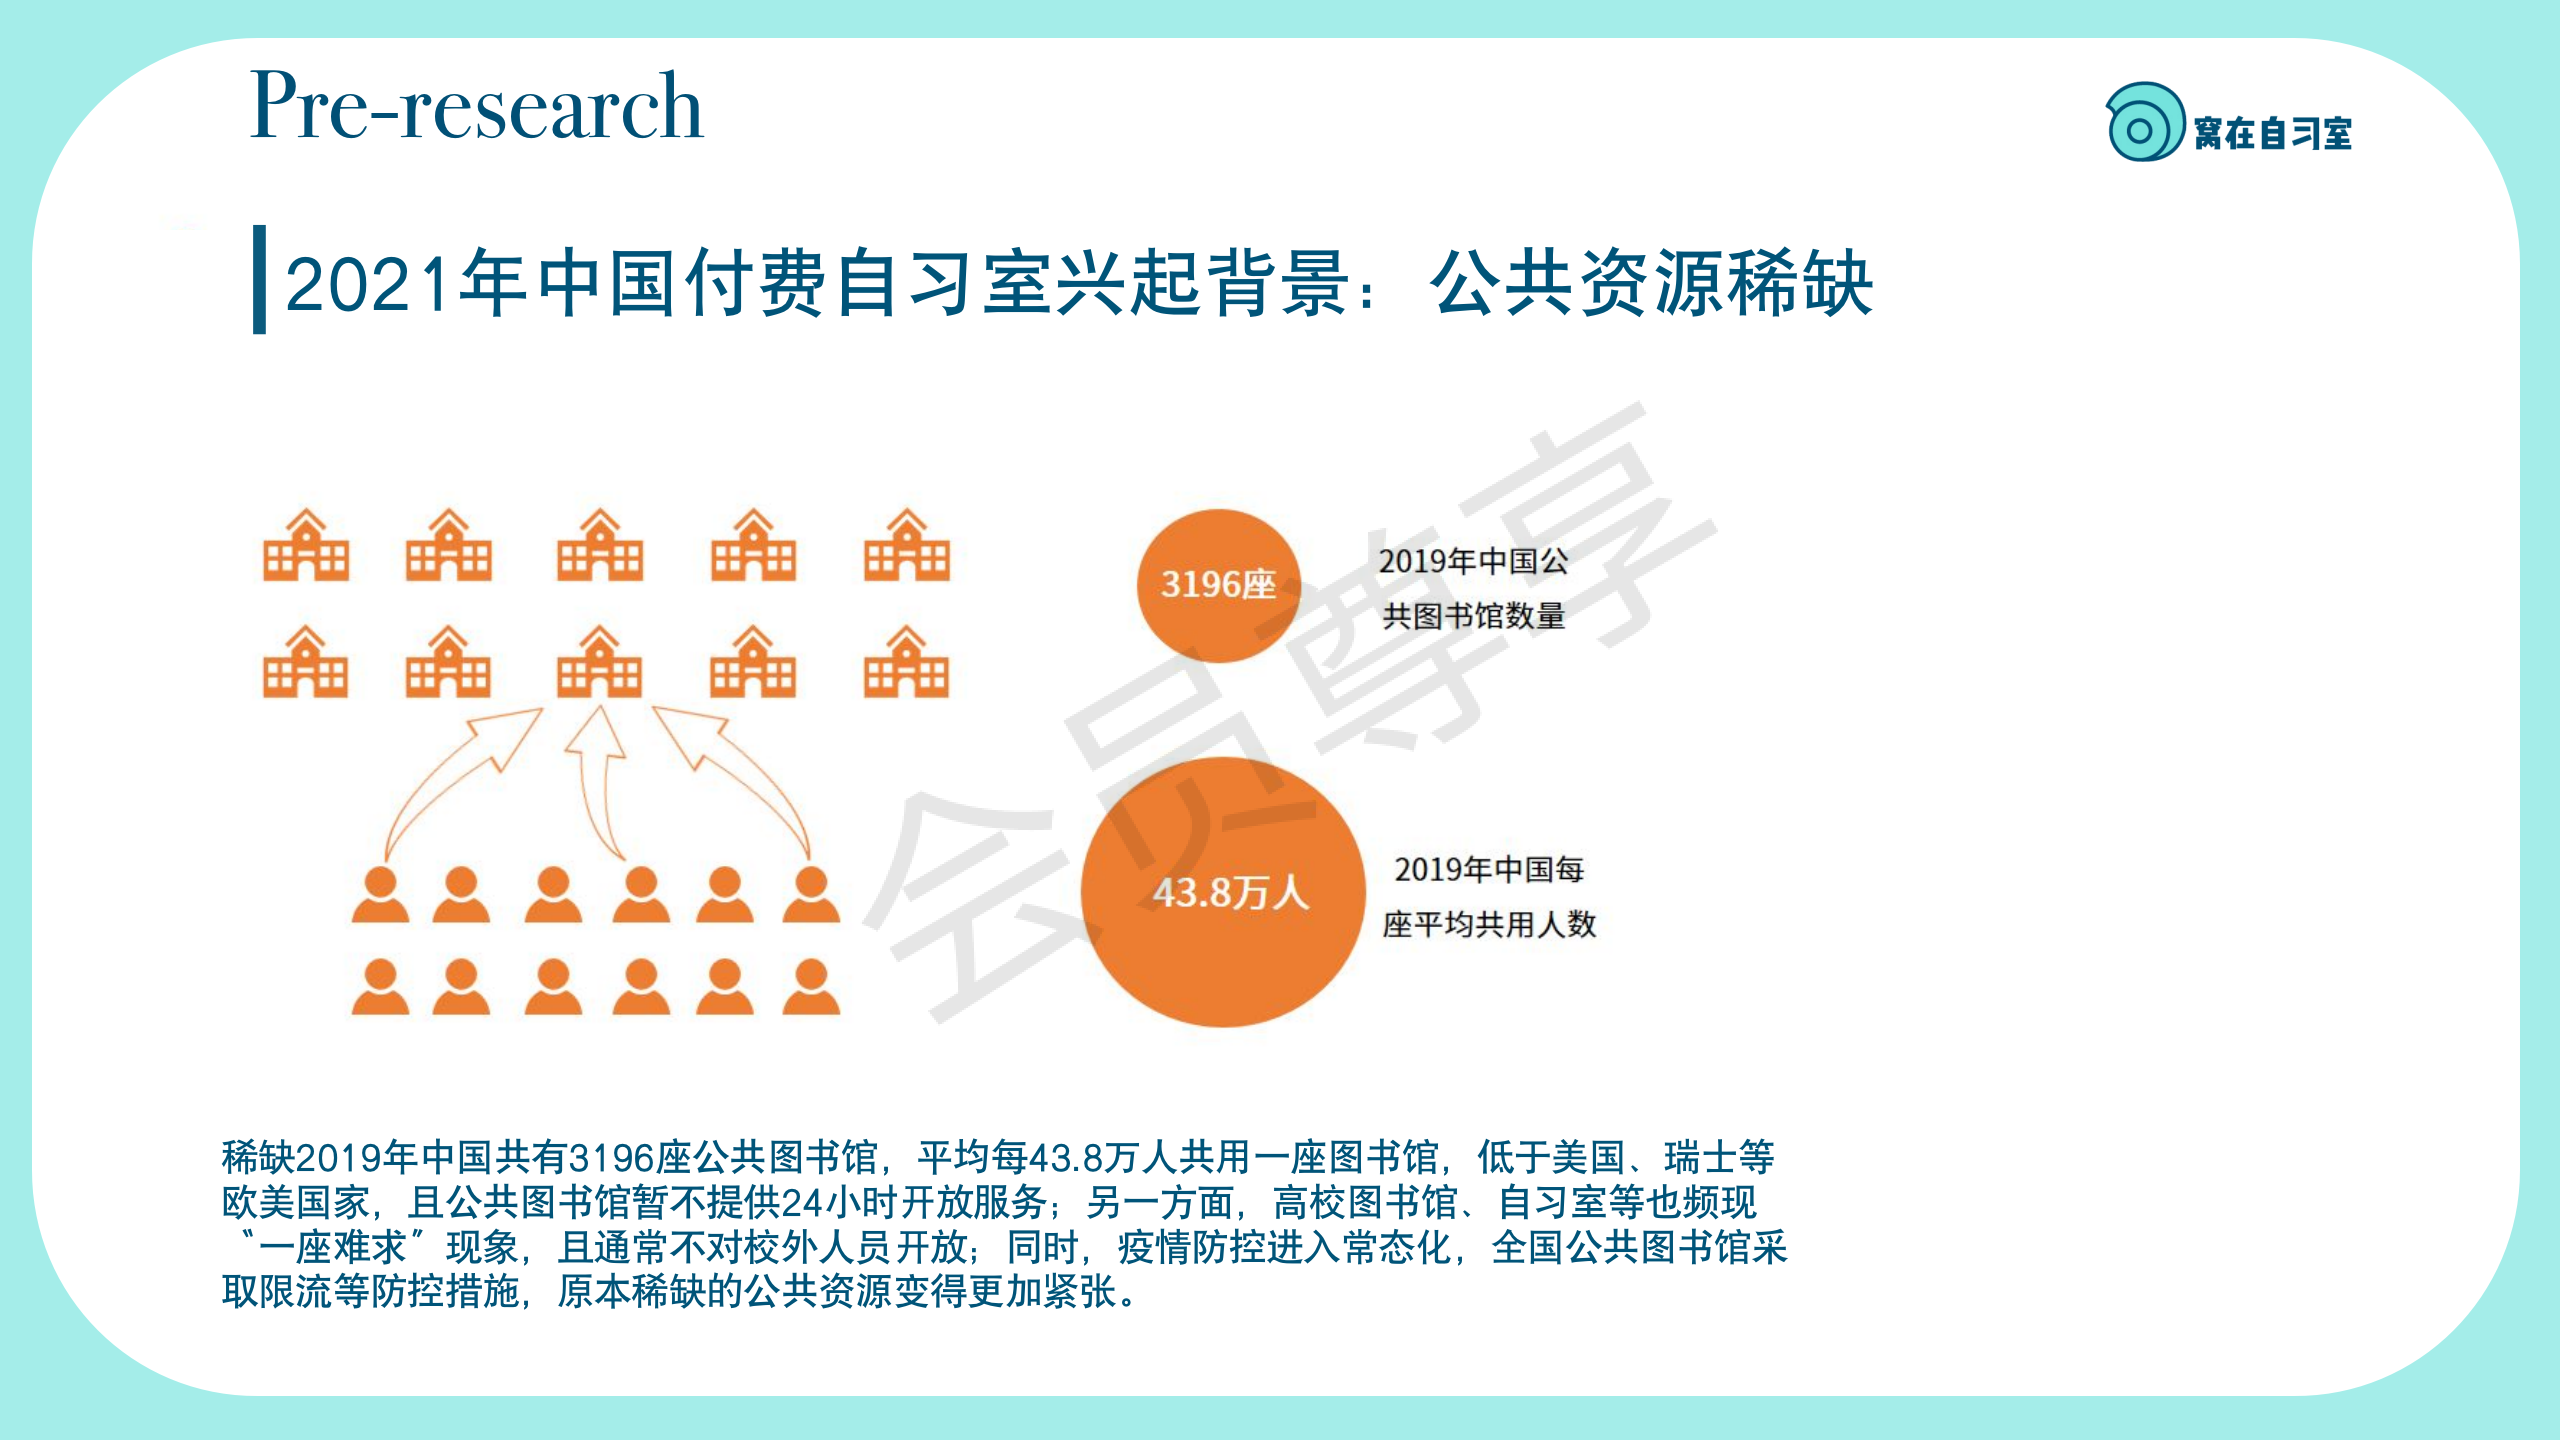 Pre-research
窝在自习室
2021年中国付费自习室兴起背景：公共资源稀缺
3196座
2019年中国公
共图书馆数量
会员尊享
43.8万人
2019年中国每
座平均共用人数
稀缺2019年中国共有3196座公共图书馆，平均每43.8万人共用一座图书馆，低于美国、瑞士等
欧美国家，且公共图书馆暂不提供24小时开放服务；另一方面，高校图书馆、自习室等也频现
“一座难求”现象，且通常不对校外人员开放；同时，疫情防控进入常态化，全国公共图书馆采
取限流等防控措施，原本稀缺的公共资源变得更加紧张。